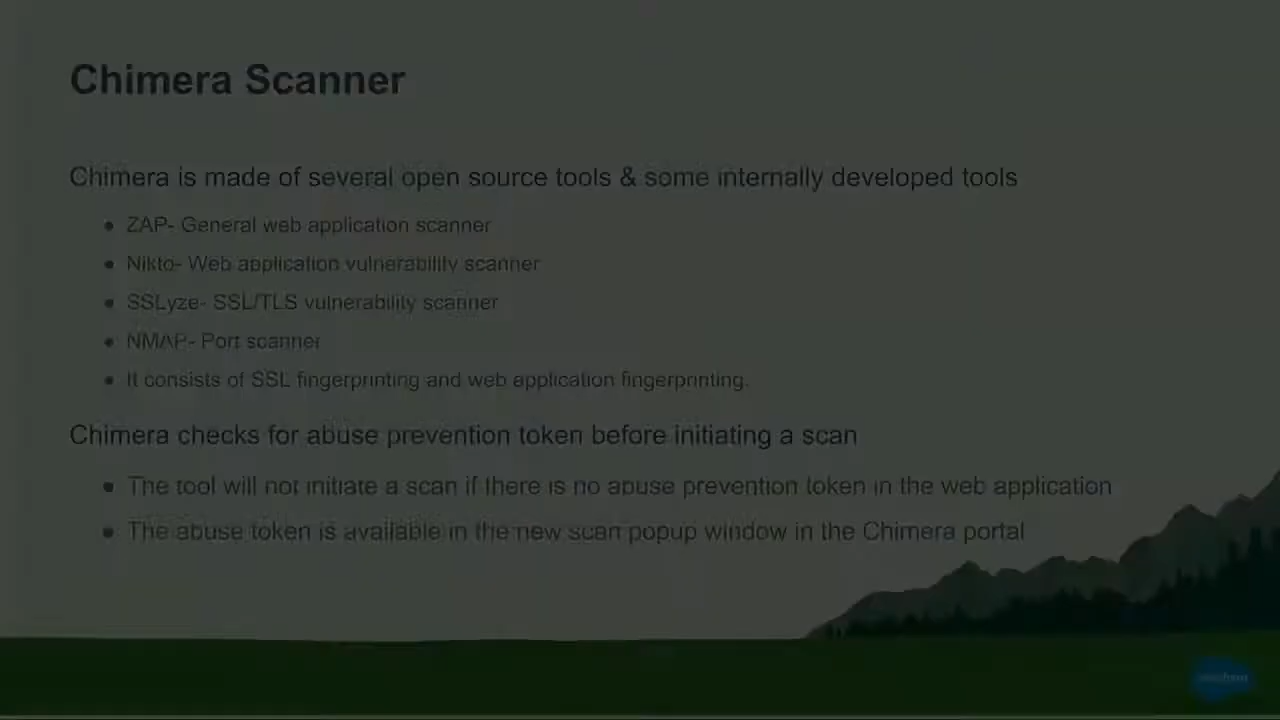 Chimera Scanner
Chimera is made of several open source tools & some internally developed tools
ZAP- General web application scanner
Nikto- Web application vulnerability scanner
SSLyze- SSL/TLS vulnerability scanner
NMAP- Port scanner
It consists of SSL fingerprinting and web application fingerprinting.
Chimera checks for abuse prevention token before initiating a scan
The tool will not initiate a scan if there is no abuse prevention token in the web application
The abuse token is available in the new scan popup window in the Chimera portal